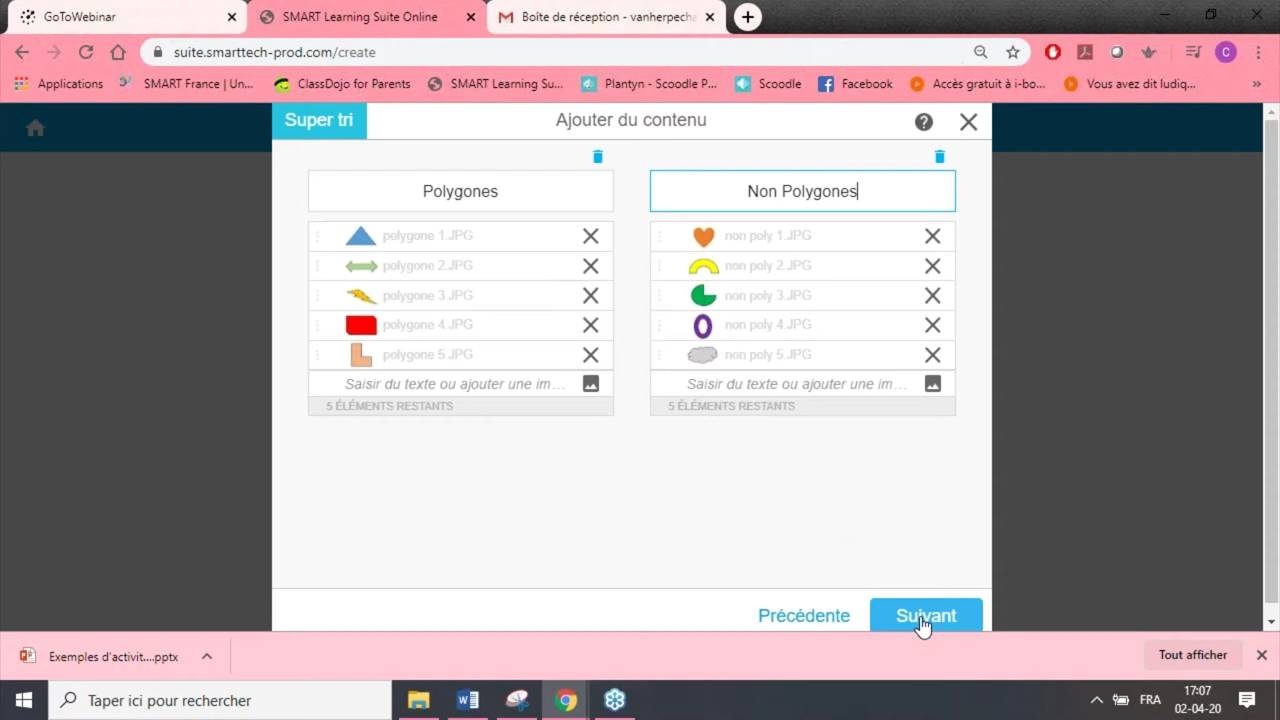 GoToWebinar
SMART Learning Suite Online
Boîte de réception - vanherpecha
suite.smarttech-prod.com/create
C
Applications
SMART France | Un...
ClassDojo for Parents
SMART Learning Su...
Plantyn - Scoodle P...
Scoodle
Facebook
Accès gratuit à i-bo...
Vous avez dit ludiq...
»
Super tri
Ajouter du contenu
Polygones
Non Polygones
polygone 1.JPG
non poly 1.JPG
polygone 2.JPG
non poly 2.JPG
polygone 3.JPG
non poly 3.JPG
polygone 4.JPG
non poly 4.JPG
polygone 5.JPG
non poly 5.JPG
Saisir du texte ou ajouter une im...
Saisir du texte ou ajouter une im...
5 ÉLÉMENTS RESTANTS
5 ÉLÉMENTS RESTANTS
Précédente
Suivant
Exemples d'activit....pptx
Tout afficher
Taper ici pour rechercher
FRA
17:07
02-04-20